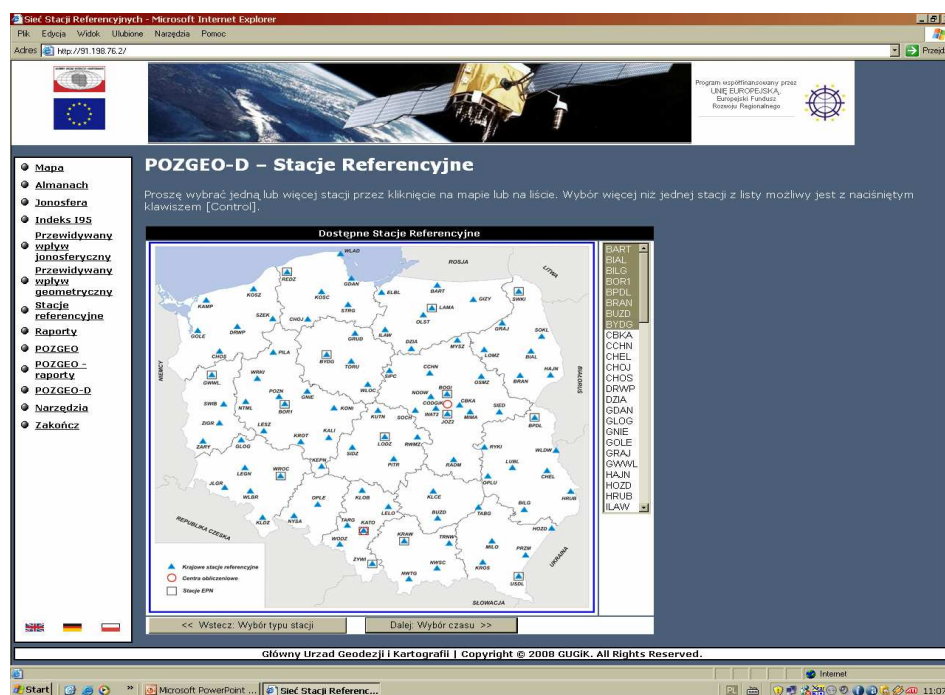 Sieć Stacji Referencyjnych - Microsoft Internet Explorer
Plik Edycja Widok Ulubione Narzędzia Pomoc
Adres http://91.198.76.2/ Przejdź
Program współfinansowany przez
UNIĘ EUROPEJSKĄ,
Europejski Fundusz
Rozwoju Regionalnego
Mapa
Almanach
Jonosfera
Indeks I95
Przewidywany
wpływ
jonosferyczny
Przewidywany
wpływ
geometryczny
Stacje
referencyjne
Raporty
POZGEO
POZGEO -
raporty
POZGEO-D
Narzędzia
Zakończ
POZGEO-D – Stacje Referencyjne
Proszę wybrać jedną lub więcej stacji przez kliknięcie na mapie lub na liście. Wybór więcej niż jednej stacji z listy możliwy jest z naciśniętym
klawiszem [Control].
Dostępne Stacje Referencyjne
WLAD
ROSJA
LITWA
REDZ
GDAN
KOSZ
KOSC
ELBL
BART
GIZY
SWKI
KAMP
STRG
LAMA
SZEK
CHOJ
OLST
GOLE
DRWP
GRUD
ILAW
DZIA
MYSZ
GRAJ
SOKL
CHOS
PILA
BYDG
TORU
SIPC
LOMZ
BIAL
NIEMCY
GWWL
WRKI
CCHN
HAJN
BIAŁORUŚ
POZN
GNIE
WLOC
NODW
BOGI
OSMZ
BRAN
SWIB
NTML
BOR1
KONI
CODGIK
CBKA
SIED
KUTN
SOCH
WAT2
JOZ2
MIMA
BPDL
ZIOR
LESZ
KROT
KALI
LODZ
ZARY
GLOG
SIDZ
RWMZ
RYKI
WLDW
KEPN
PITR
RADM
LUBL
LEGN
WROC
OPLU
CHEL
JLGR
WLBR
OPLE
KLOB
KLCE
HRUB
LELO
BUZD
TABG
BILG
KLDZ
NYSA
TARG
KATO
REPUBLIKA CZESKA
WODZ
KRAW
TRNW
HOZD
MILO
PRZM
UKRAINA
ZYWI
NWSC
KROS
NWTG
USDL
SŁOWACJA
Krajowe stacje referencyjne
Centra obliczeniowe
Stacje EPN
BART
BIAL
BILG
BOR1
BPDL
BRAN
BUZD
BYDG
CBKA
CCHN
CHEL
CHOJ
CHOS
DRWP
DZIA
GDAN
GLOG
GNIE
GOLE
GRAJ
GWWL
HAJN
HOZD
HRUB
ILAW
<< Wstecz: Wybór typu stacji
Dalej: Wybór czasu >>
Główny Urzad Geodezji i Kartografii | Copyright © 2008 GUGiK. All Rights Reserved.
Internet
Start
Microsoft PowerPoint ...
Sieć Stacji Referenc...
PL
11:07